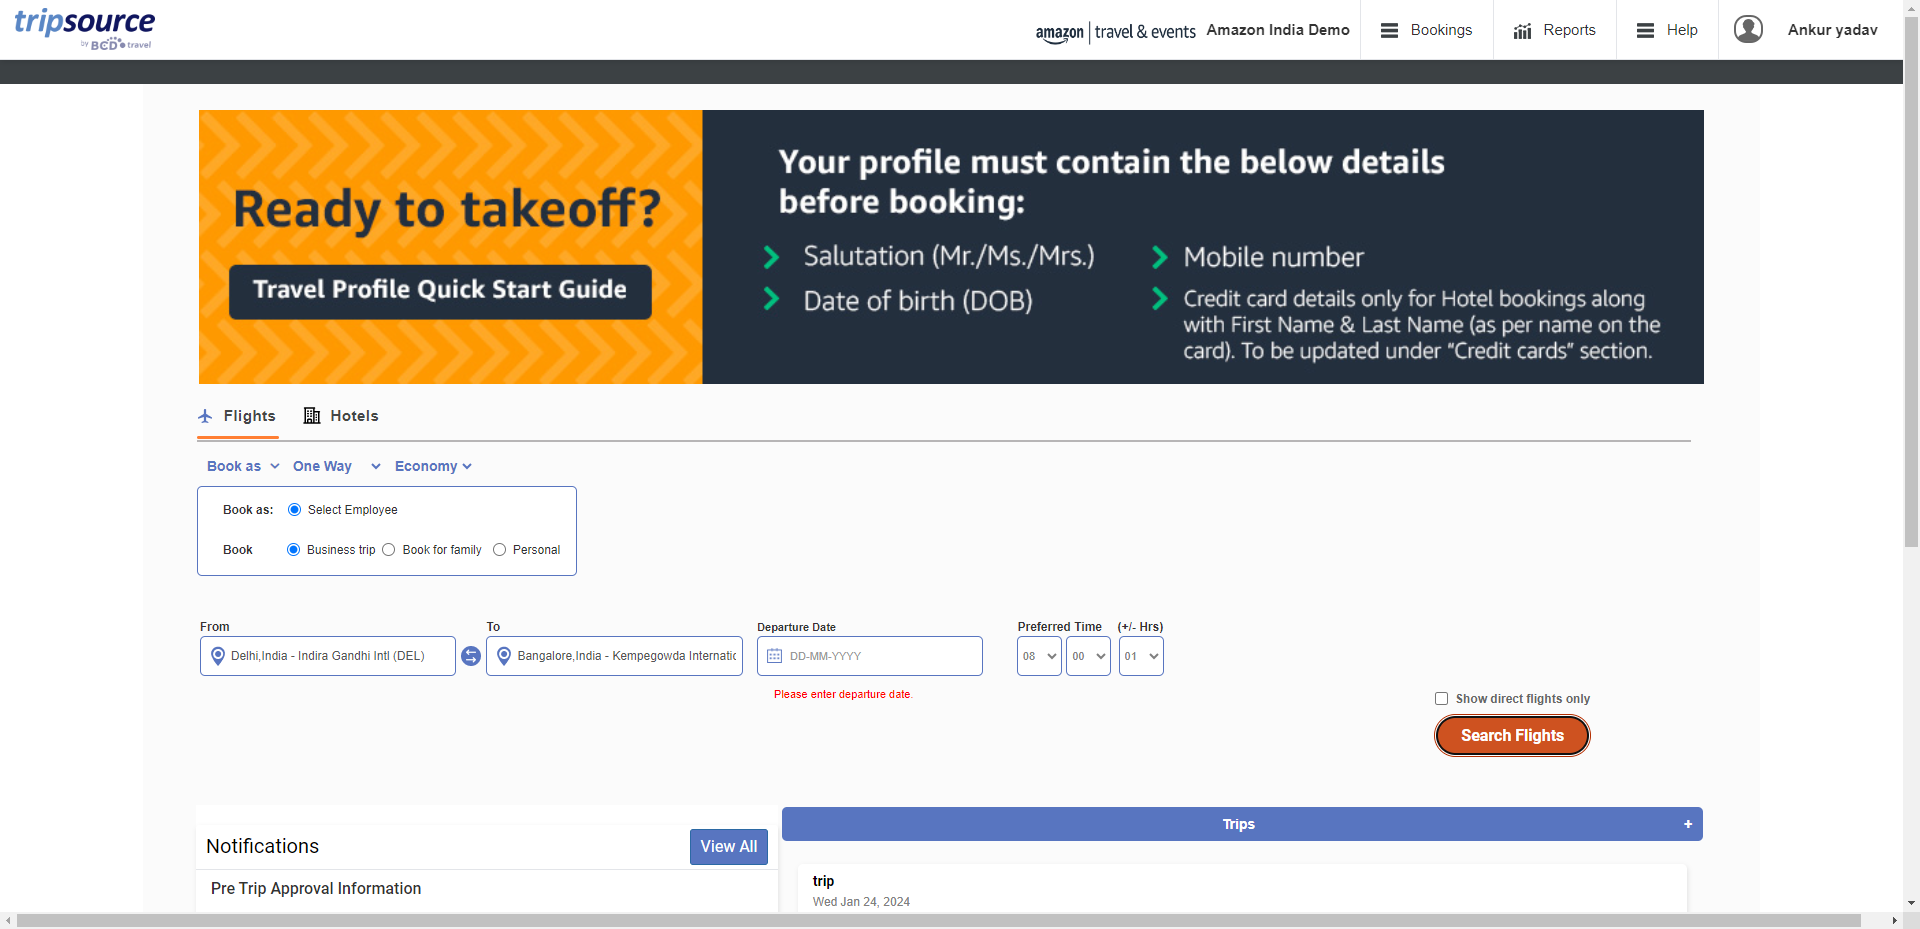 tripsource
by BCD travel
amazon | travel & events Amazon India Demo
Bookings
Reports
Help
Ankur yadav
Ready to takeoff?
Travel Profile Quick Start Guide
Your profile must contain the below details
before booking:
Salutation (Mr./Ms./Mrs.)
Date of birth (DOB)
Mobile number
Credit card details only for Hotel bookings along
with First Name & Last Name (as per name on the
card). To be updated under “Credit cards” section.
Flights
Hotels
Book as
One Way
Economy
Book as: Select Employee
Book Business trip Book for family Personal
From
To
Departure Date
Preferred Time
(+/- Hrs)
Delhi,India - Indira Gandhi Intl (DEL)
Bangalore,India - Kempegowda Internatic
DD-MM-YYYY
08
00
01
Please enter departure date.
Show direct flights only
Search Flights
Notifications
View All
Pre Trip Approval Information
Trips +
trip
Wed Jan 24, 2024